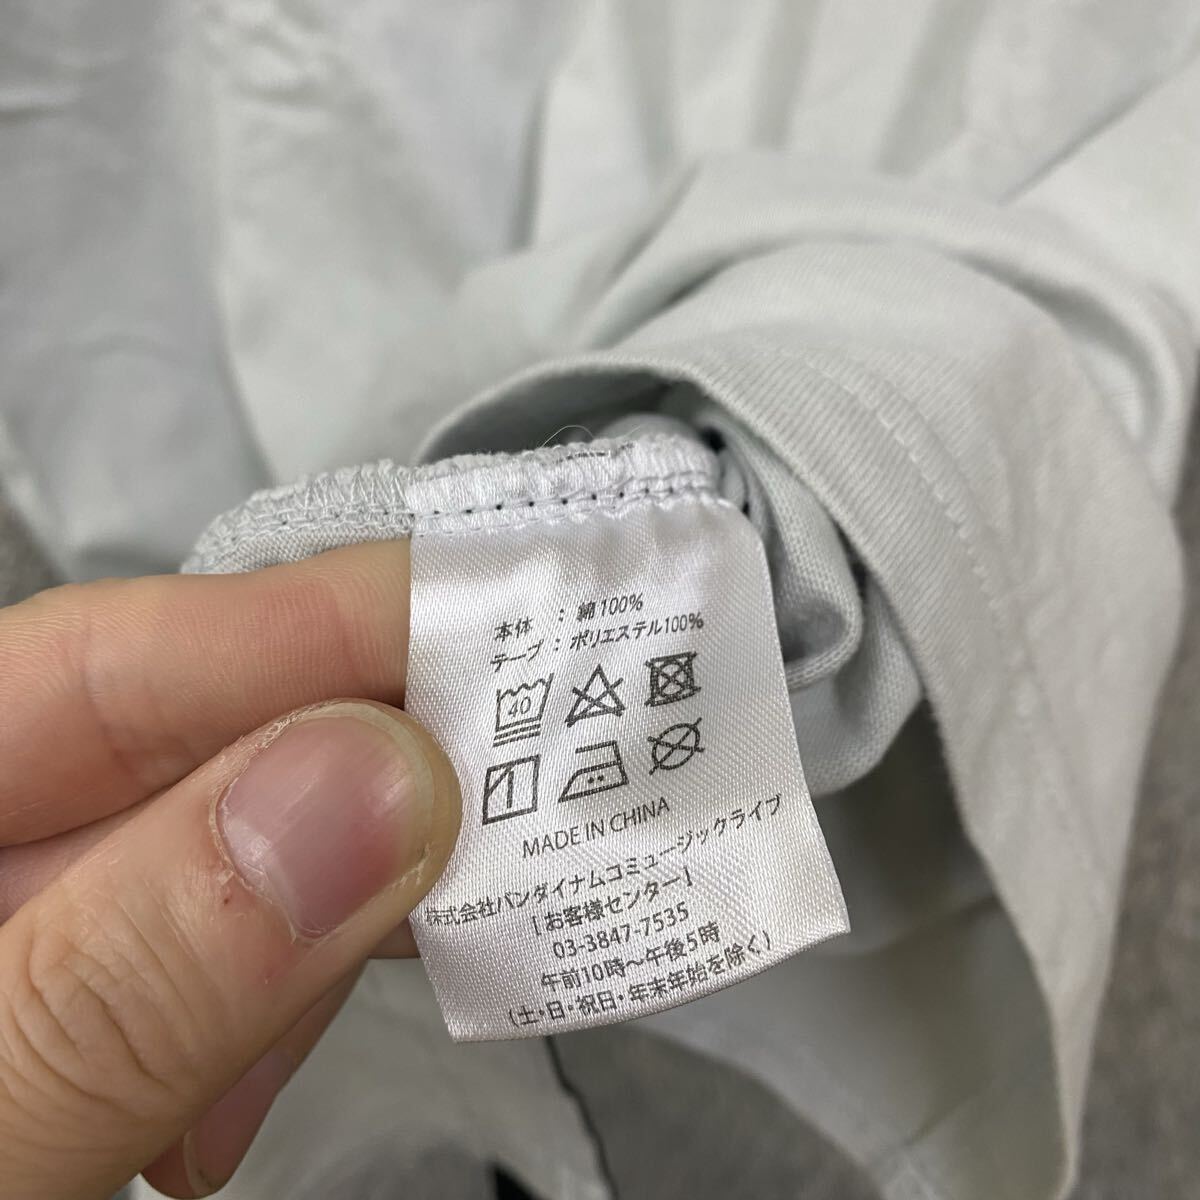 本体 : 綿100%
テープ : ポリエステル100%
40
MADE IN CHINA
株式会社バンダイナムコミュージックライブ
[お客様センター]
03-3847-7535
午前10時～午後5時
(土・日・祝日・年末年始を除く)